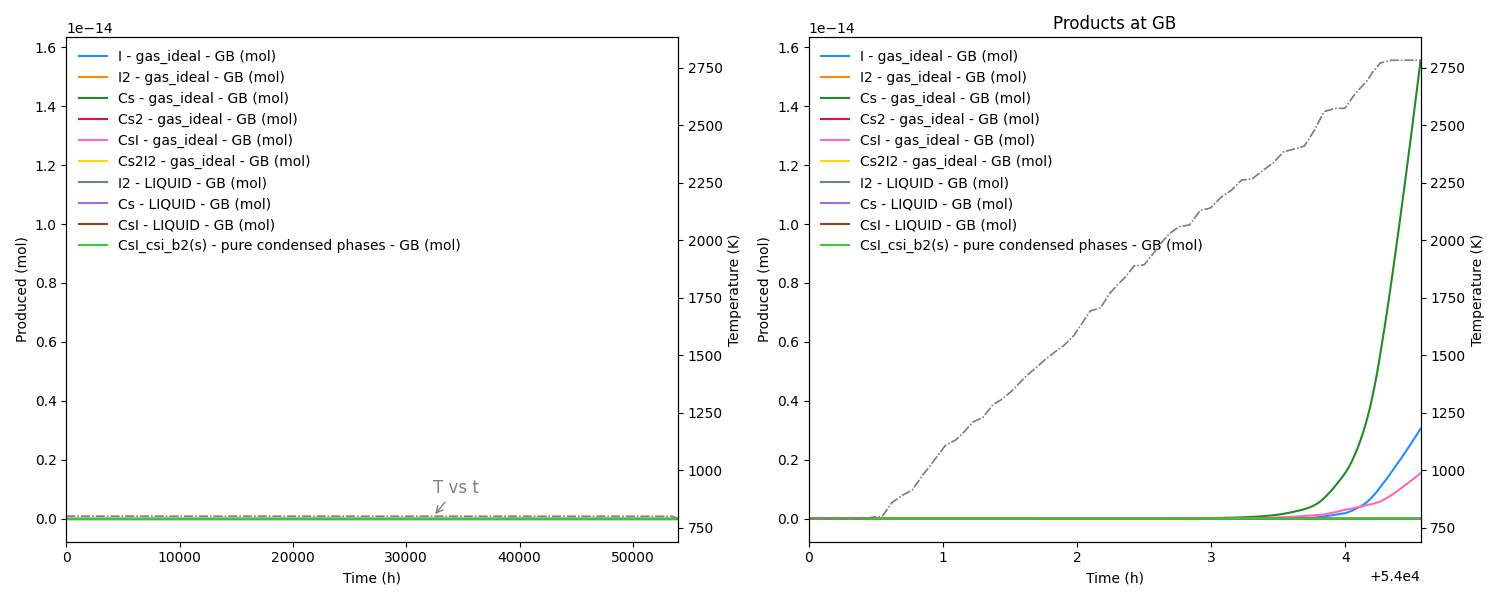 1e−14
I - gas_ideal - GB (mol)
I2 - gas_ideal - GB (mol)
Cs - gas_ideal - GB (mol)
Cs2 - gas_ideal - GB (mol)
CsI - gas_ideal - GB (mol)
Cs2I2 - gas_ideal - GB (mol)
I2 - LIQUID - GB (mol)
Cs - LIQUID - GB (mol)
CsI - LIQUID - GB (mol)
CsI_csi_b2(s) - pure condensed phases - GB (mol)
T vs t
1.6
1.4
1.2
1.0
0.8
0.6
0.4
0.2
0.0
Produced (mol)
0
10000
20000
30000
40000
50000
Time (h)
2750
2500
2250
2000
1750
1500
1250
1000
750
Temperature (K)
Products at GB
1e−14
I - gas_ideal - GB (mol)
I2 - gas_ideal - GB (mol)
Cs - gas_ideal - GB (mol)
Cs2 - gas_ideal - GB (mol)
CsI - gas_ideal - GB (mol)
Cs2I2 - gas_ideal - GB (mol)
I2 - LIQUID - GB (mol)
Cs - LIQUID - GB (mol)
CsI - LIQUID - GB (mol)
CsI_csi_b2(s) - pure condensed phases - GB (mol)
1.6
1.4
1.2
1.0
0.8
0.6
0.4
0.2
0.0
Produced (mol)
0
1
2
3
4
+5.4e4
Time (h)
2750
2500
2250
2000
1750
1500
1250
1000
750
Temperature (K)